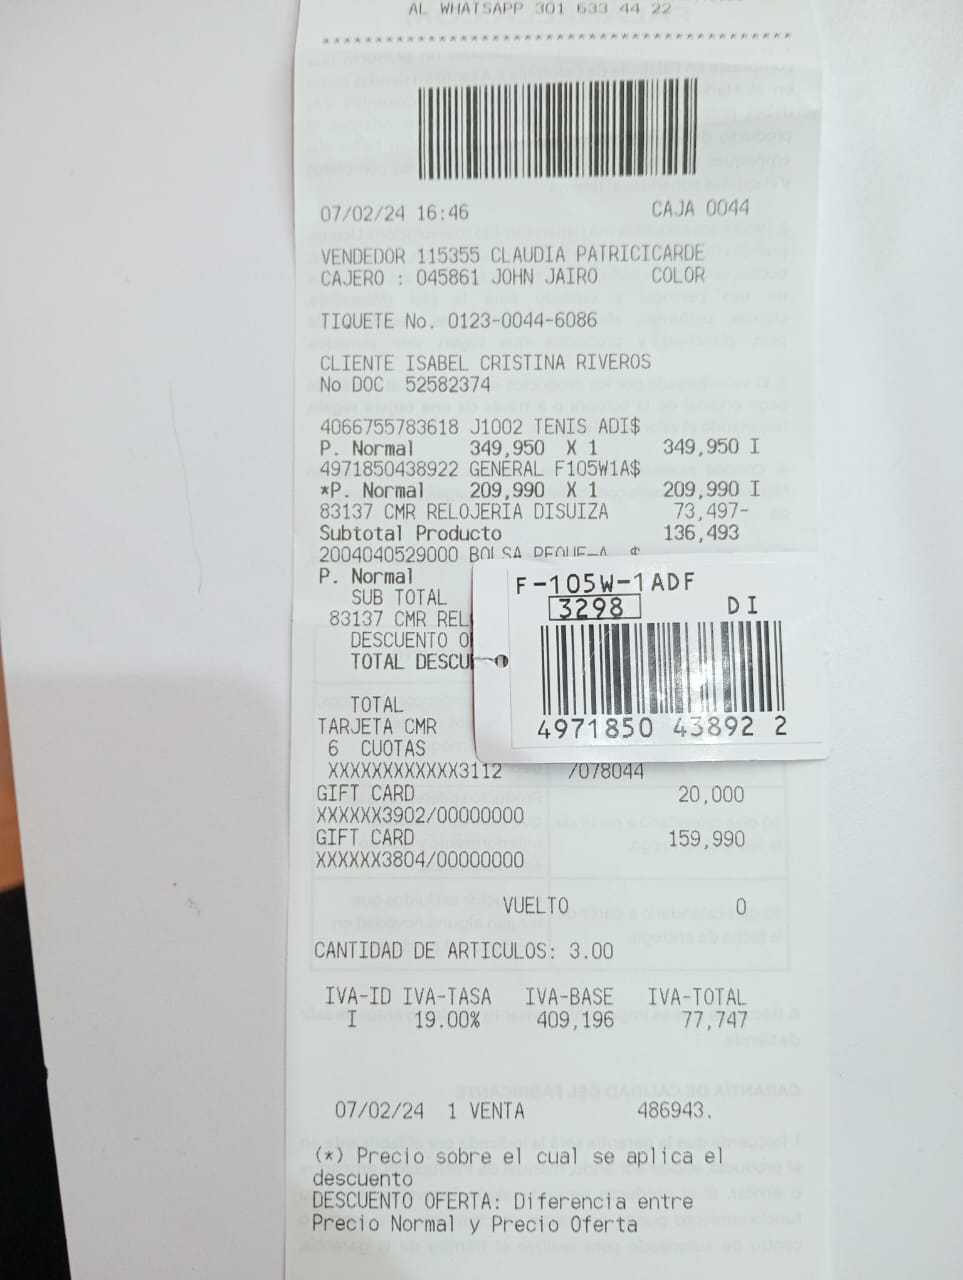 AL WHATSAPP 301 633 44 22
****************************************
07/02/24 16:46 CAJA 0044
VENDEDOR 115355 CLAUDIA PATRICICARDE
CAJERO : 045861 JOHN JAIRO COLOR
TIQUETE No. 0123-0044-6086
CLIENTE ISABEL CRISTINA RIVEROS
No DOC 52582374
4066755783618 J1002 TENIS ADI$
P. Normal 349,950 X 1 349,950 I
4971850438922 GENERAL F105W1A$
*P. Normal 209,990 X 1 209,990 I
83137 CMR RELOJERIA DISUIZA 73,497-
Subtotal Producto 136,493
2004040529000 BOLSA PEQUE-A $
P. Normal
SUB TOTAL
83137 CMR REL
DESCUENTO O
TOTAL DESCU
F-105W-1ADF
3298 DI
4971850 43892 2
TOTAL
TARJETA CMR
6 CUOTAS
XXXXXXXXXXXX3112 /078044
GIFT CARD 20,000
XXXXXX3902/00000000
GIFT CARD 159,990
XXXXXX3804/00000000
VUELTO 0
CANTIDAD DE ARTICULOS: 3.00
IVA-ID IVA-TASA IVA-BASE IVA-TOTAL
I 19.00% 409,196 77,747
07/02/24 1 VENTA 486943.
(*) Precio sobre el cual se aplica el
descuento
DESCUENTO OFERTA: Diferencia entre
Precio Normal y Precio Oferta